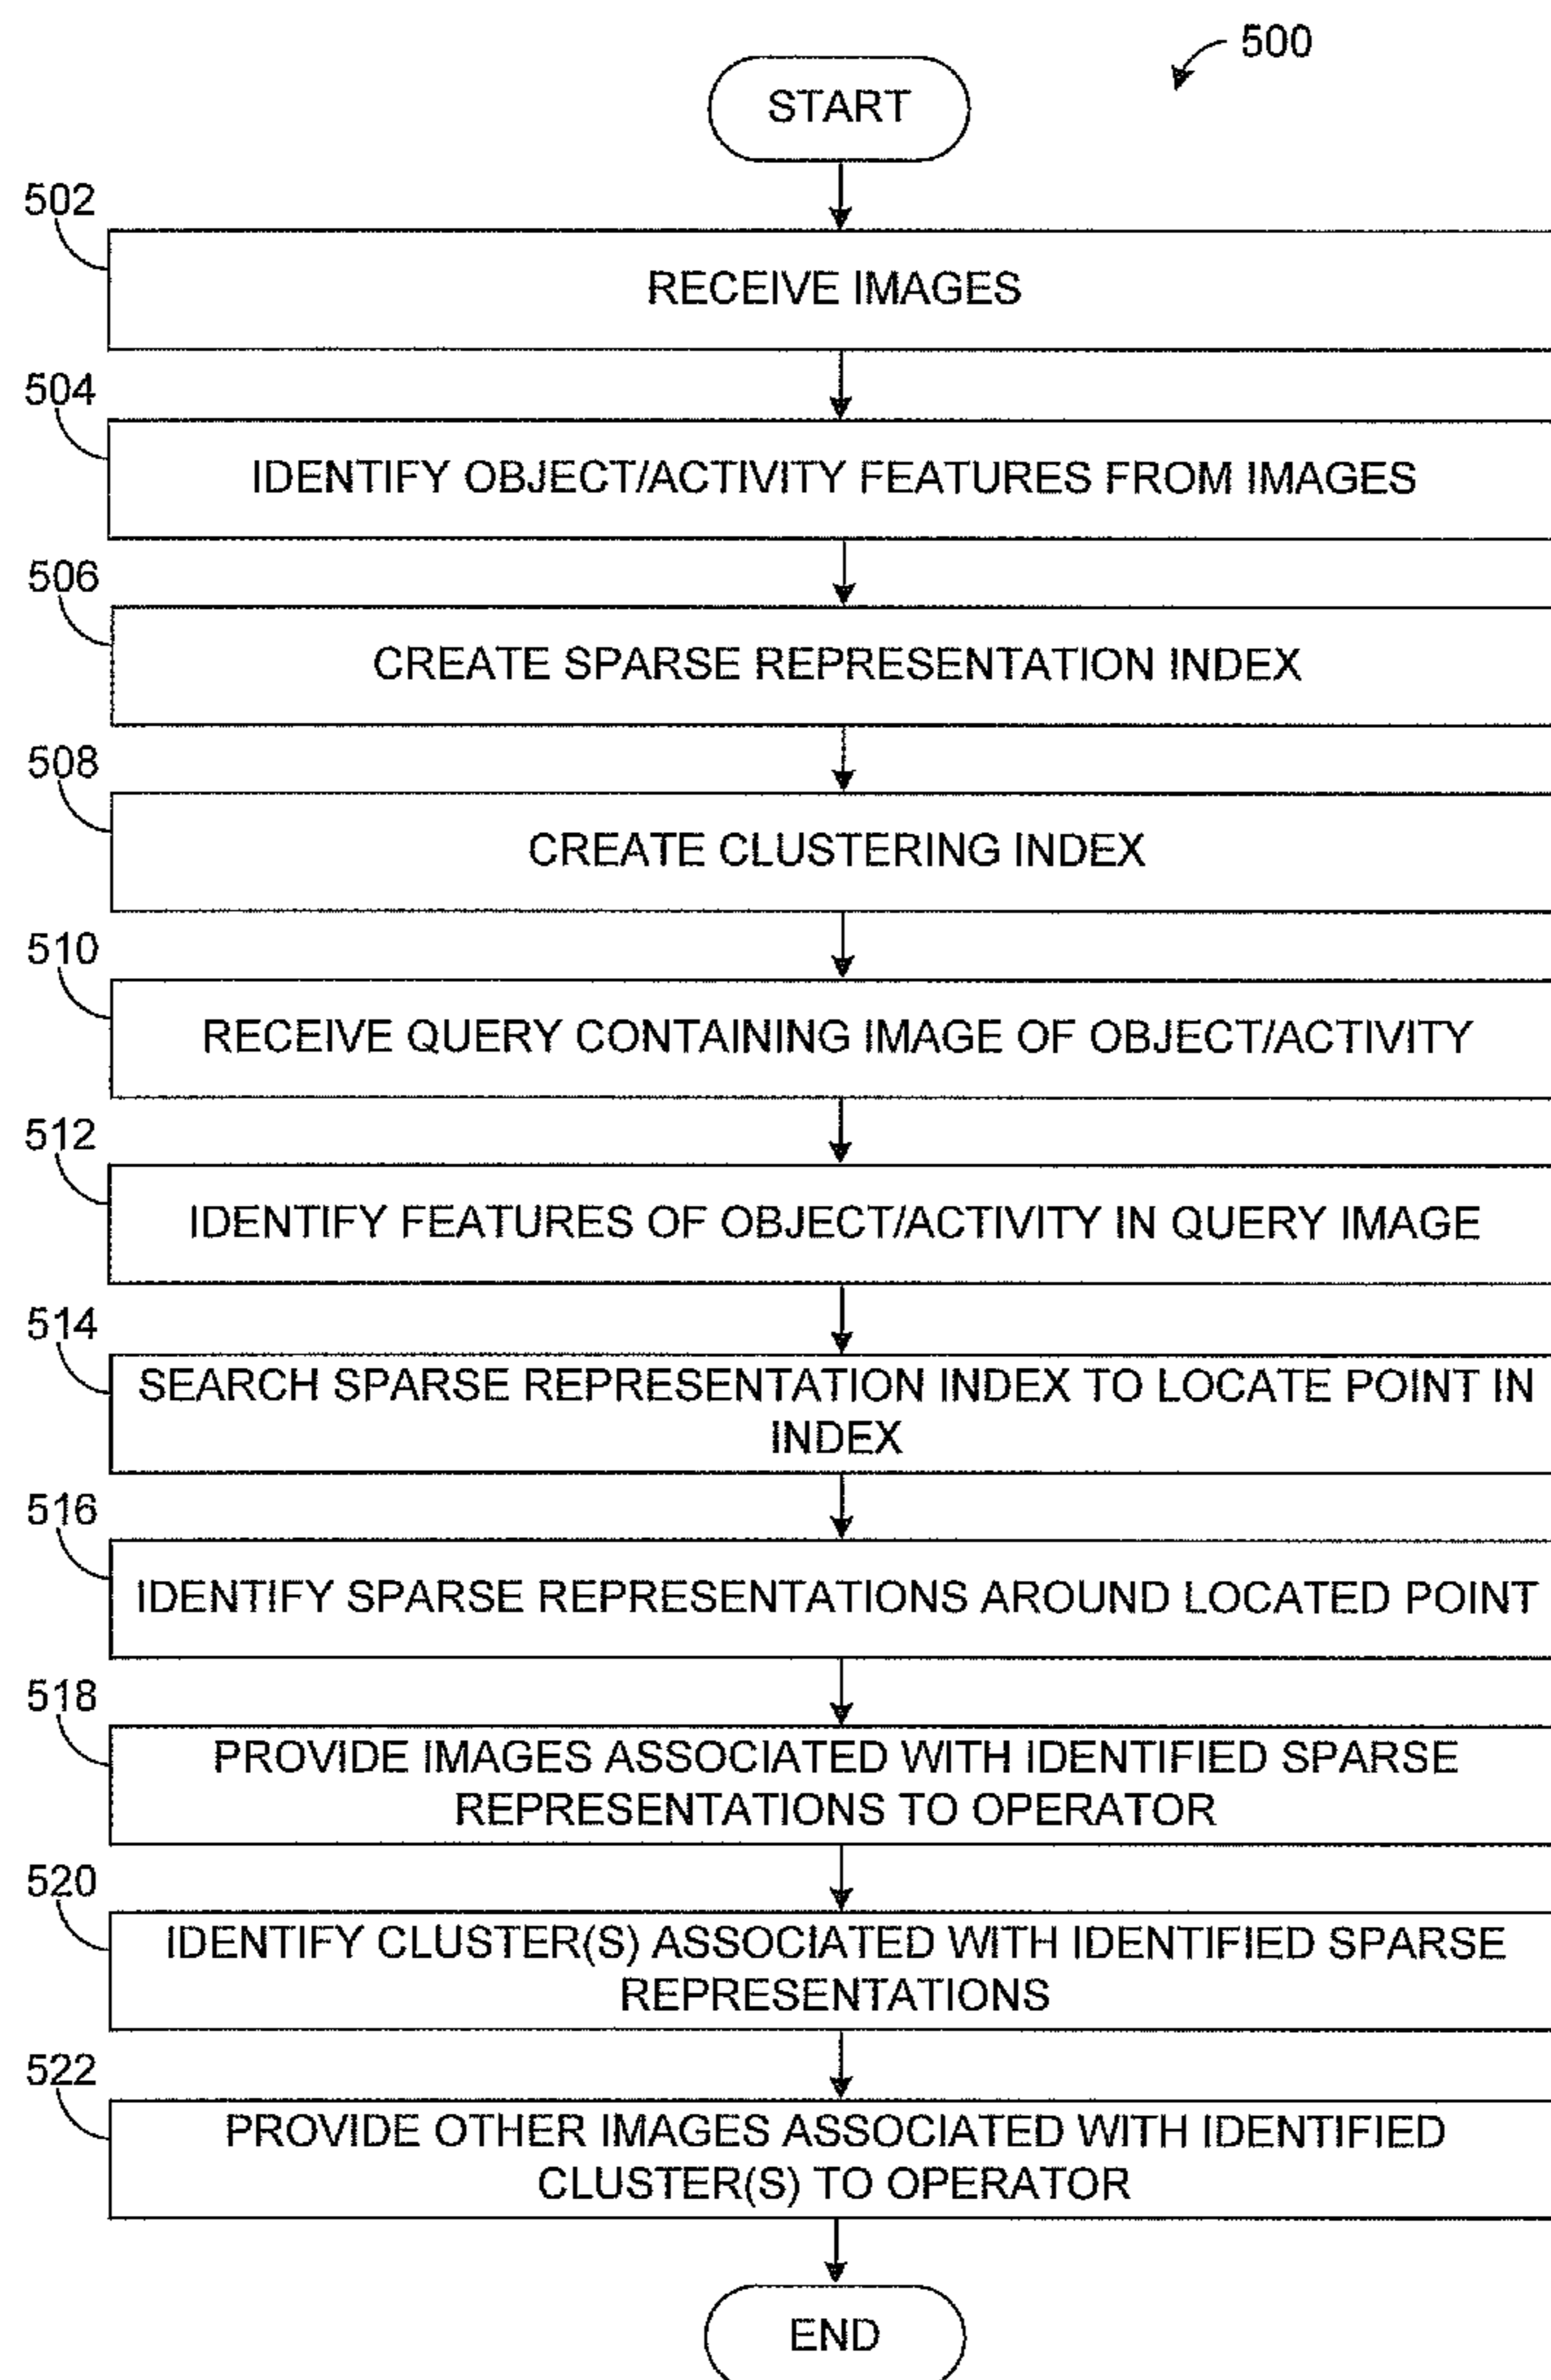 500
START
502
RECEIVE IMAGES
504
IDENTIFY OBJECT/ACTIVITY FEATURES FROM IMAGES
506
CREATE SPARSE REPRESENTATION INDEX
508
CREATE CLUSTERING INDEX
510
RECEIVE QUERY CONTAINING IMAGE OF OBJECT/ACTIVITY
512
IDENTIFY FEATURES OF OBJECT/ACTIVITY IN QUERY IMAGE
514
SEARCH SPARSE REPRESENTATION INDEX TO LOCATE POINT IN
INDEX
516
IDENTIFY SPARSE REPRESENTATIONS AROUND LOCATED POINT
518
PROVIDE IMAGES ASSOCIATED WITH IDENTIFIED SPARSE
REPRESENTATIONS TO OPERATOR
520
IDENTIFY CLUSTER(S) ASSOCIATED WITH IDENTIFIED SPARSE
REPRESENTATIONS
522
PROVIDE OTHER IMAGES ASSOCIATED WITH IDENTIFIED
CLUSTER(S) TO OPERATOR
END